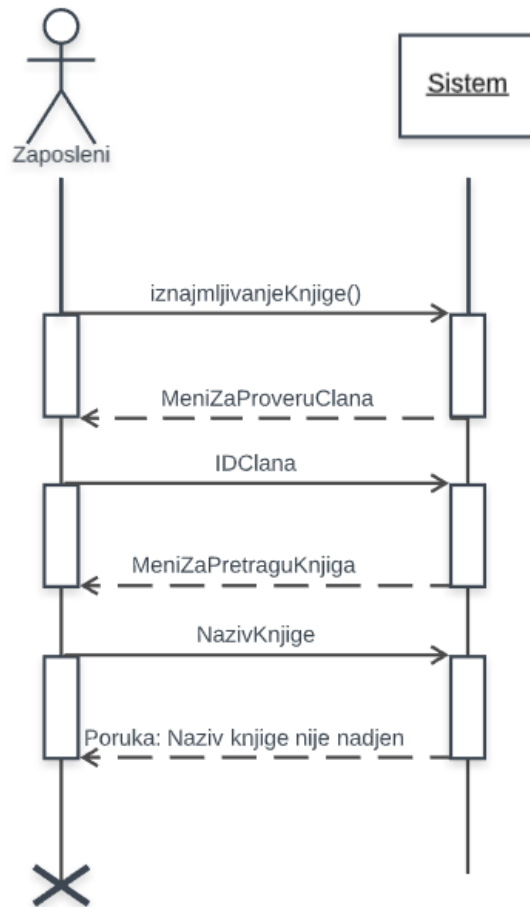 Zaposleni
Sistem
iznajmljivanjeKnjige()
MeniZaProveruClana
IDClana
MeniZaPretraguKnjiga
NazivKnjige
Poruka: Naziv knjige nije nadjen